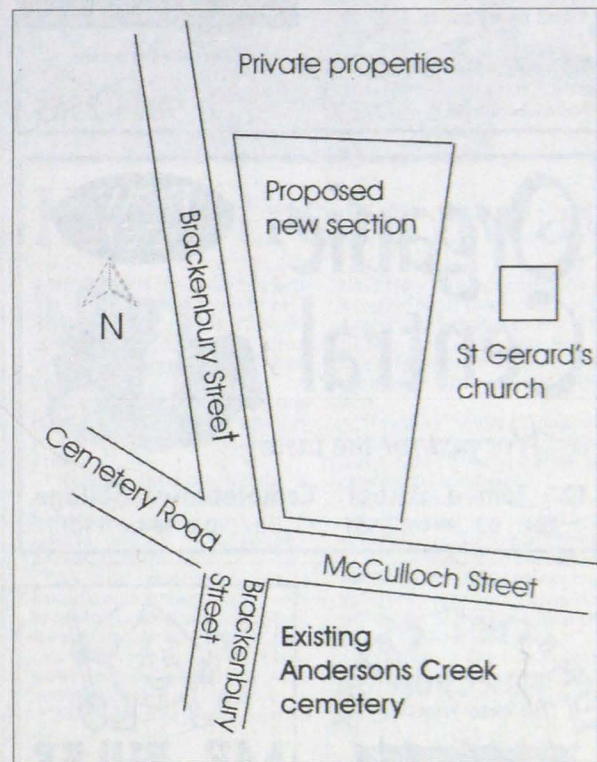 Private properties
Proposed
new section
Brackenbury Street
N
St Gerard's
church
Cemetery Road
McCulloch Street
Brackenbury
Street
Existing
Andersons Creek
cemetery